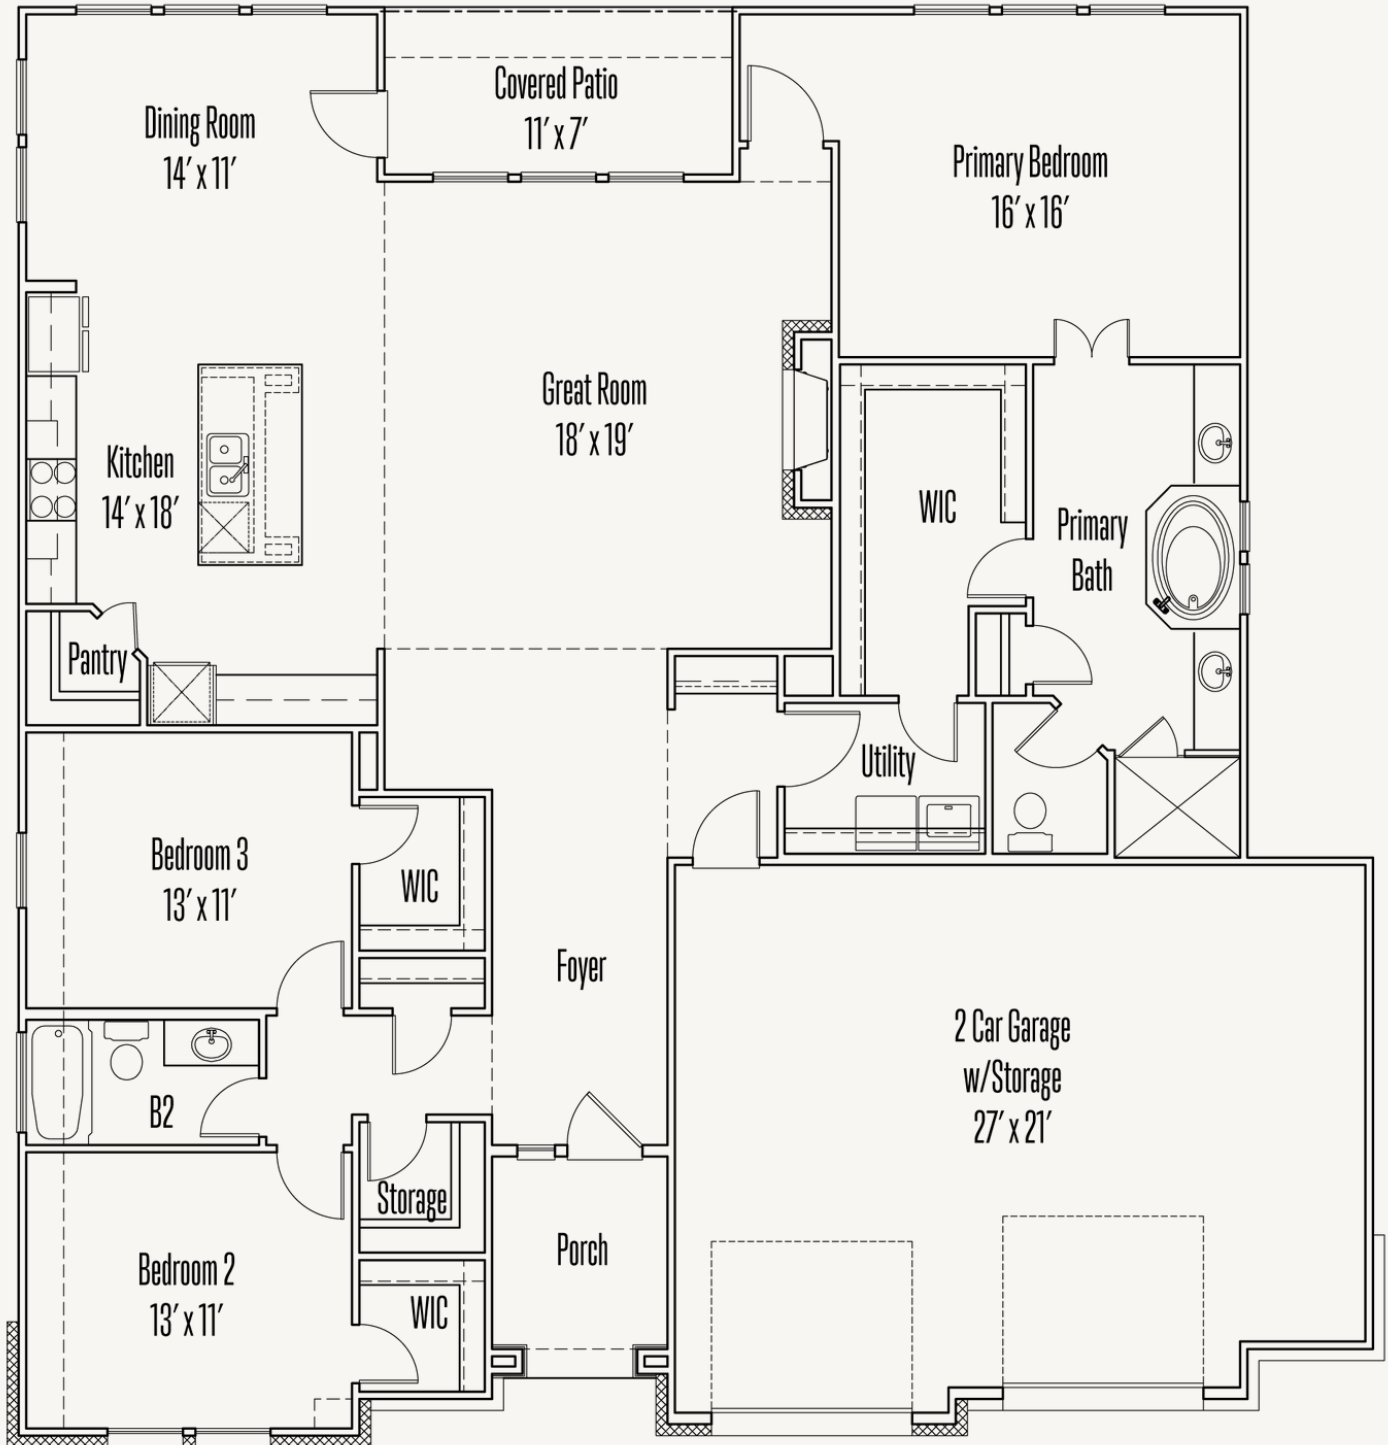 Covered Patio
11′ x 7′
Dining Room
14′ x 11′
Primary Bedroom
16′ x 16′
Great Room
18′ x 19′
Kitchen
14′ x 18′
WIC
Primary
Bath
Pantry
Utility
Bedroom 3
13′ x 11′
WIC
Foyer
2 Car Garage
w/Storage
27′ x 21′
B2
Storage
Porch
Bedroom 2
13′ x 11′
WIC